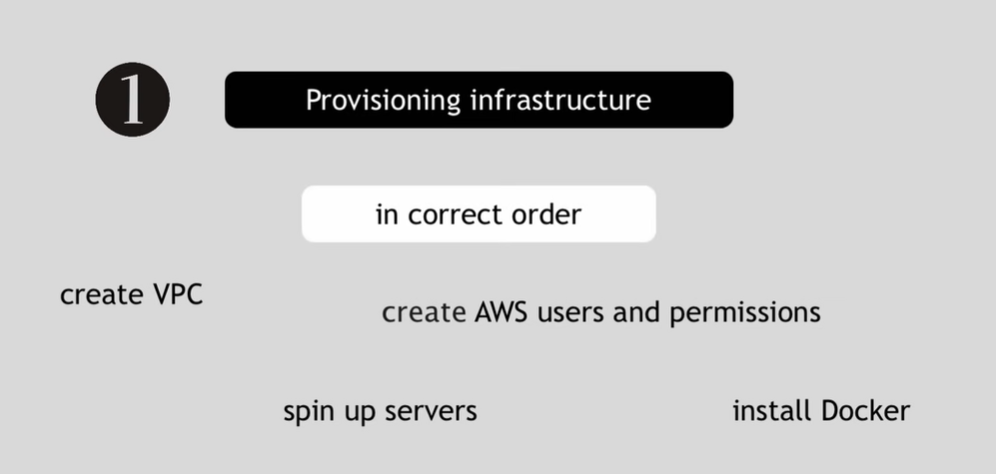 1
Provisioning infrastructure
in correct order
create VPC
create AWS users and permissions
spin up servers
install Docker